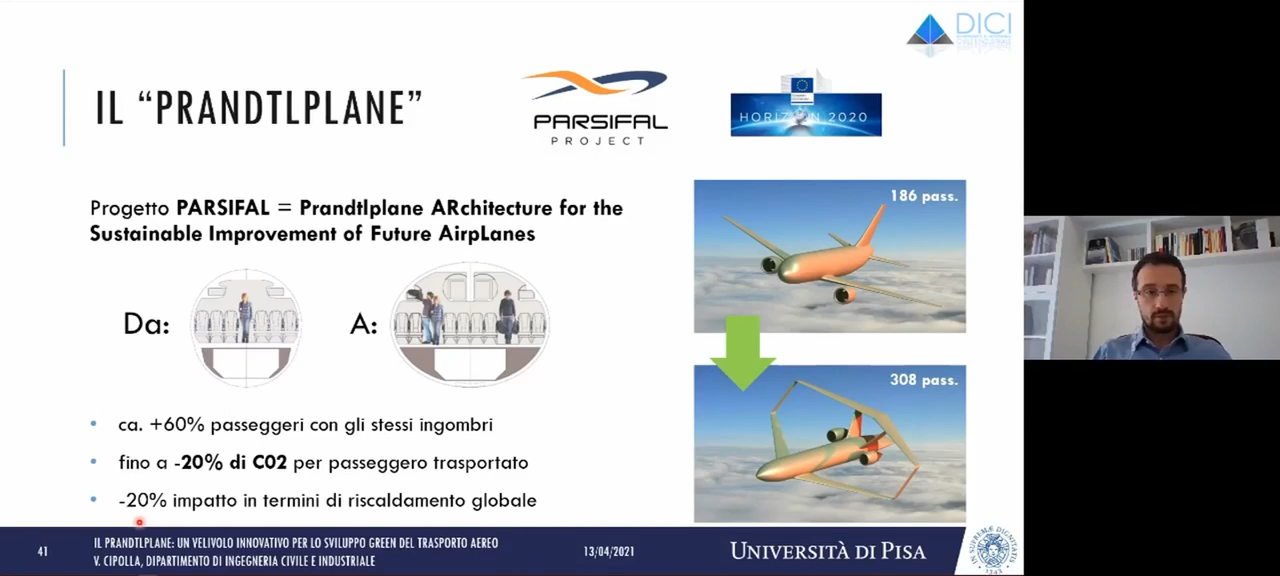 DICI
IL “PRANDTLPLANE”
PARSIFAL
PROJECT
HORIZON 2020
Progetto PARSIFAL = Prandtlplane ARchitecture for the
Sustainable Improvement of Future AirpLanes
186 pass.
Da:
A:
308 pass.
• ca. +60% passeggeri con gli stessi ingombri
• fino a -20% di C02 per passeggero trasportato
• -20% impatto in termini di riscaldamento globale
41
IL PRANDTLPLANE: UN VELIVOLO INNOVATIVO PER LO SVILUPPO GREEN DEL TRASPORTO AEREO
V. CIPOLLA, DIPARTIMENTO DI INGEGNERIA CIVILE E INDUSTRIALE
13/04/2021
UNIVERSITÀ DI PISA